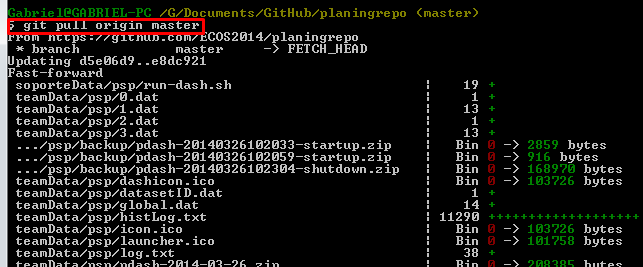 Gabriel@GABRIEL-PC /G/Documents/GitHub/planingrepo (master)
$ git pull origin master
From https://github.com/ECOS2014/planingrepo
 * branch            master     -> FETCH_HEAD
Updating d5e06d9..e8dc921
Fast-forward
 soporteData/psp/run-dash.sh                        |    19 +
 teamData/psp/0.dat                                 |     1 +
 teamData/psp/1.dat                                 |    13 +
 teamData/psp/2.dat                                 |     1 +
 teamData/psp/3.dat                                 |    13 +
 .../psp/backup/pdash-20140326102033-startup.zip    |   Bin 0 -> 2859 bytes
 .../psp/backup/pdash-20140326102059-startup.zip    |   Bin 0 -> 916 bytes
 .../psp/backup/pdash-20140326102304-shutdown.zip   |   Bin 0 -> 168970 bytes
 teamData/psp/dashicon.ico                          |   Bin 0 -> 103726 bytes
 teamData/psp/datasetID.dat                         |     1 +
 teamData/psp/global.dat                            |    14 +
 teamData/psp/histLog.txt                           | 11290 +++++++++++++++++++
 teamData/psp/icon.ico                              |   Bin 0 -> 103726 bytes
 teamData/psp/launcher.ico                          |   Bin 0 -> 101758 bytes
 teamData/psp/log.txt                               |    38 +
 teamData/psp/pdash-2014-03-26.zip                  |   Bin 0 -> 208385 bytes